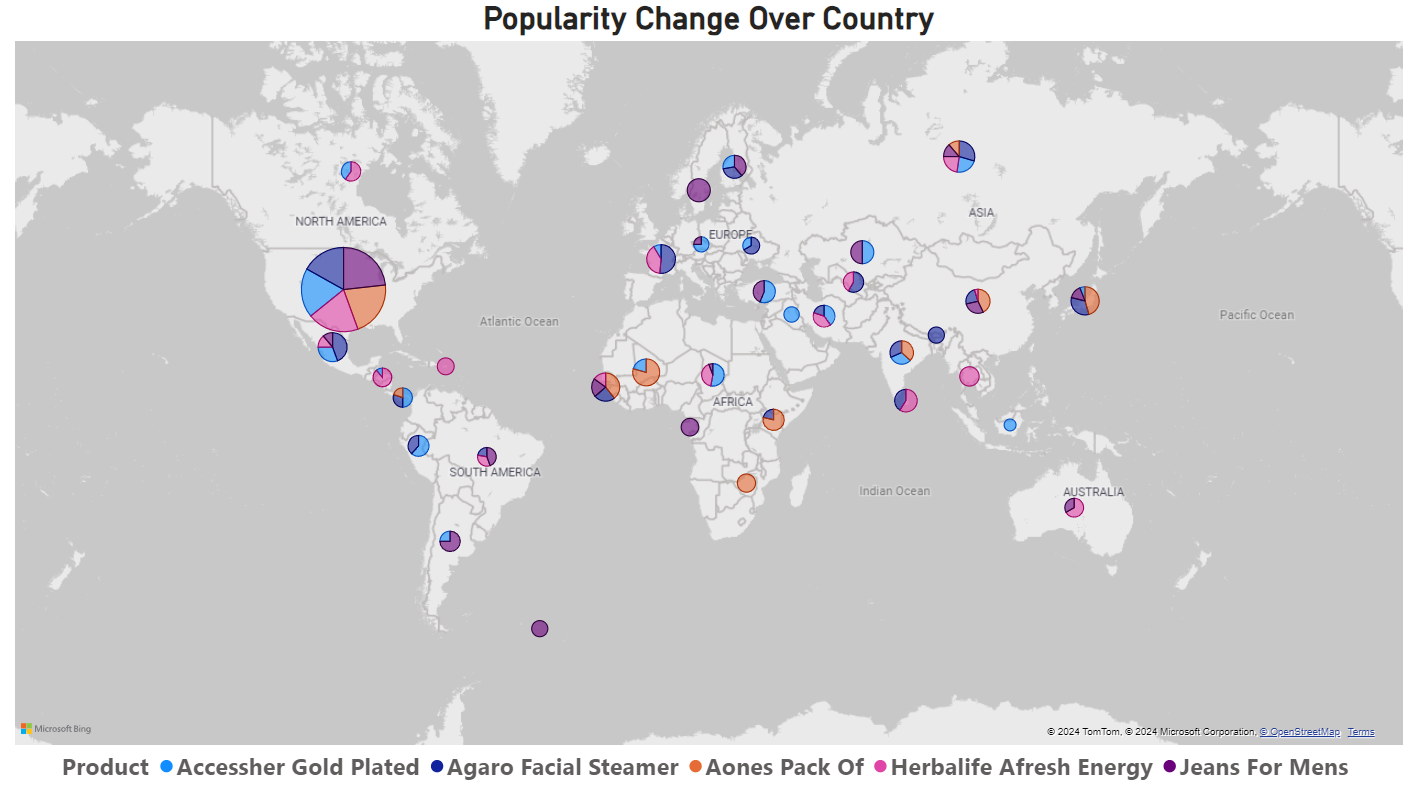 Popularity Change Over Country
NORTH AMERICA
EUROPE
ASIA
Atlantic Ocean
Pacific Ocean
AFRICA
SOUTH AMERICA
Indian Ocean
AUSTRALIA
Microsoft Bing
© 2024 TomTom, © 2024 Microsoft Corporation, © OpenStreetMap Terms
Product Accessher Gold Plated Agaro Facial Steamer Aones Pack Of Herbalife Afresh Energy Jeans For Mens